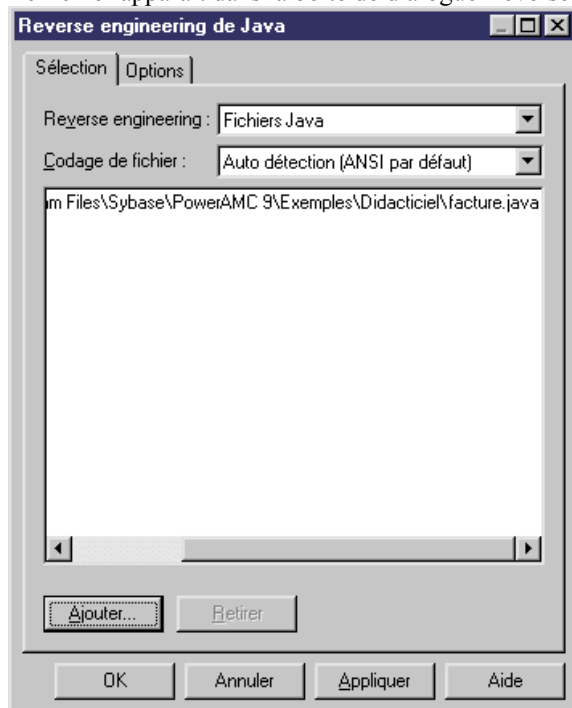 Reverse engineering de Java
Sélection
Options
Reverse engineering :
Fichiers Java
Codage de fichier :
Auto détection (ANSI par défaut)
am Files\Sybase\PowerAMC 9\Exemples\Didacticiel\facture.java
Ajouter...
Retirer
OK
Annuler
Appliquer
Aide